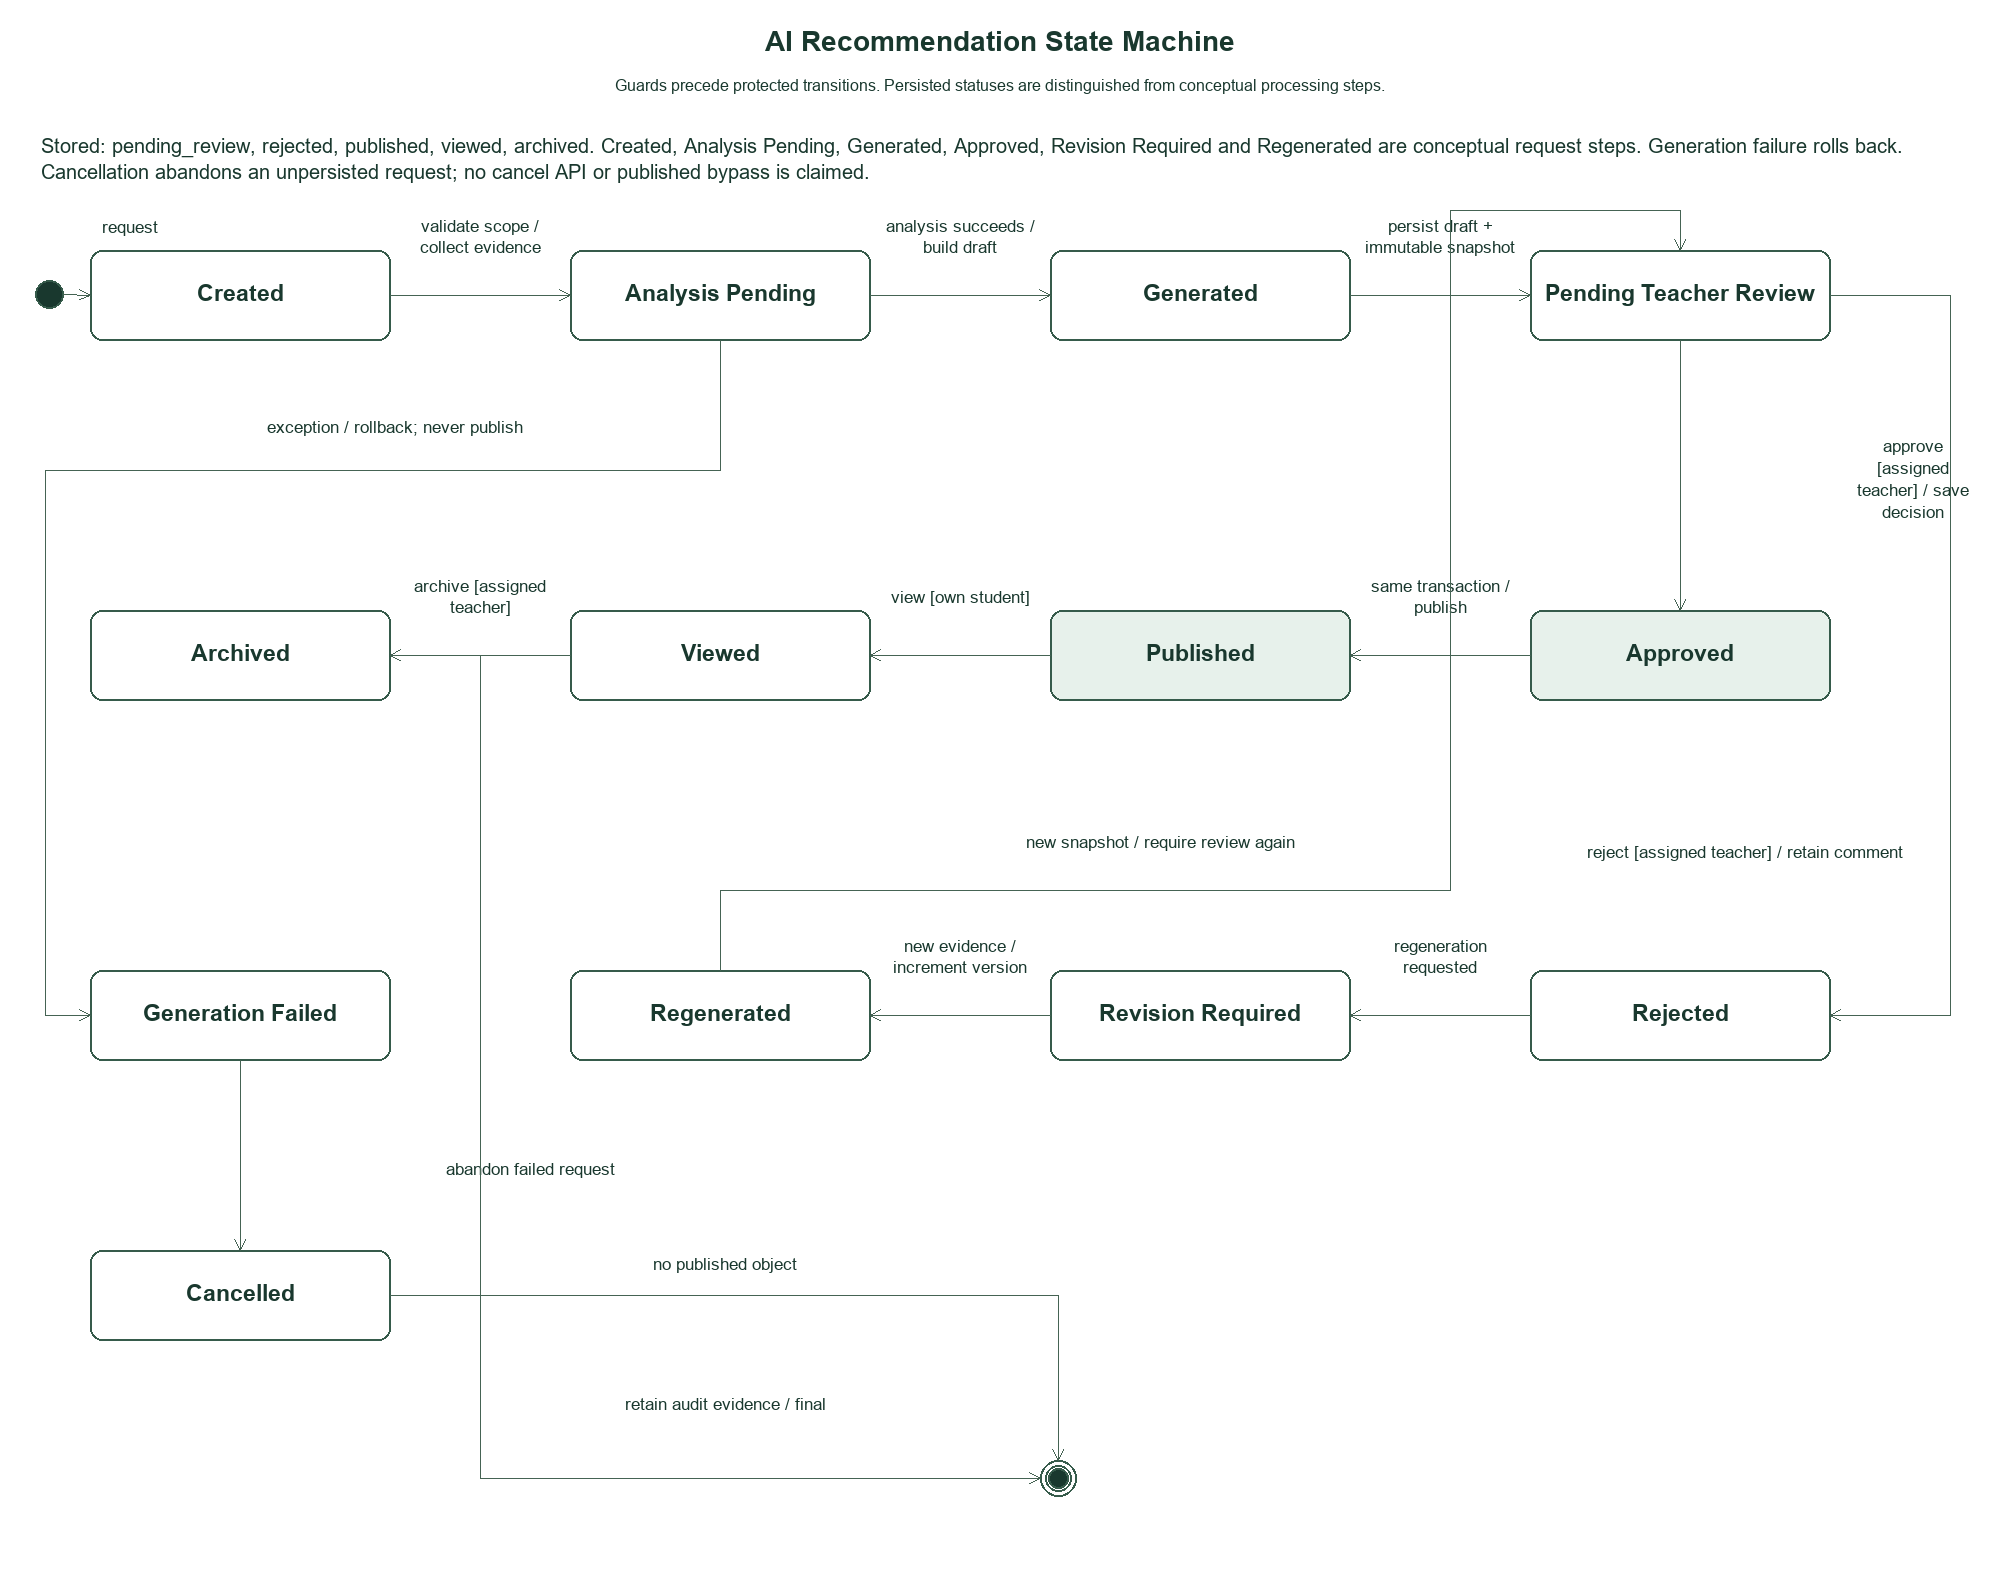 AI Recommendation State Machine
Guards precede protected transitions. Persisted statuses are distinguished from conceptual processing steps.
Stored: pending_review, rejected, published, viewed, archived. Created, Analysis Pending, Generated, Approved, Revision Required and Regenerated are conceptual request steps. Generation failure rolls back.
Cancellation abandons an unpersisted request; no cancel API or published bypass is claimed.
request
validate scope /
collect evidence
analysis succeeds /
build draft
persist draft +
immutable snapshot
Created
Analysis Pending
Generated
Pending Teacher Review
exception / rollback; never publish
approve
[assigned
teacher] / save
decision
archive [assigned
teacher]
view [own student]
same transaction /
publish
Archived
Viewed
Published
Approved
new snapshot / require review again
reject [assigned teacher] / retain comment
new evidence /
increment version
regeneration
requested
Generation Failed
Regenerated
Revision Required
Rejected
abandon failed request
no published object
Cancelled
retain audit evidence / final